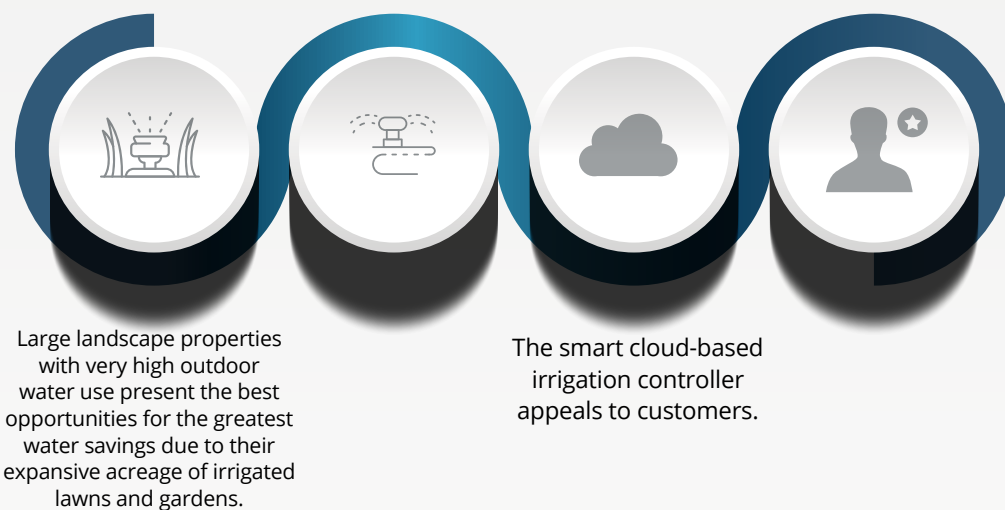 Large landscape properties
with very high outdoor
water use present the best
opportunities for the greatest
water savings due to their
expansive acreage of irrigated
lawns and gardens.
The smart cloud-based
irrigation controller
appeals to customers.